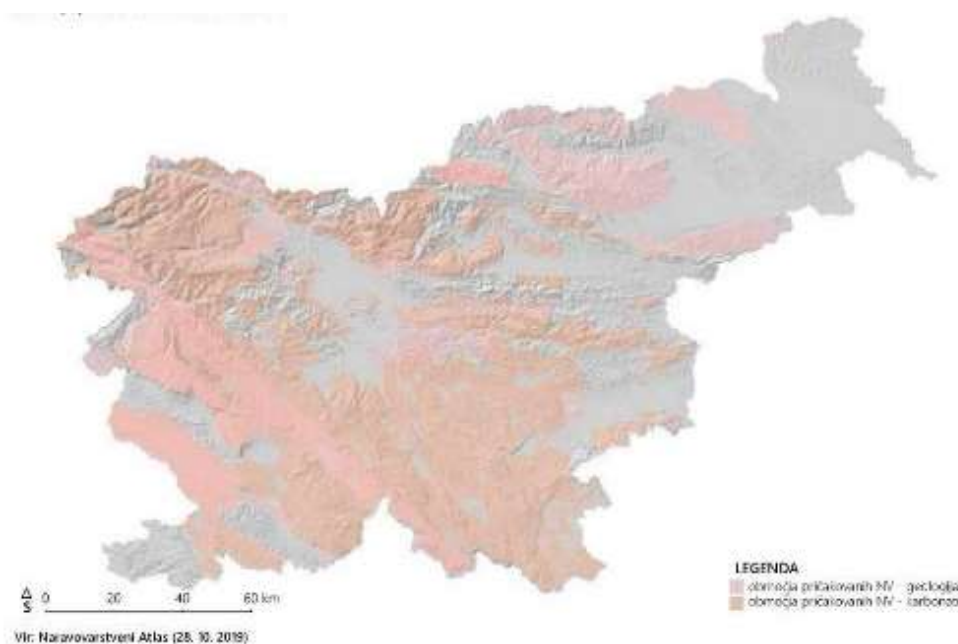 LEGENDA
območja pričakovanih NV - geologija
območja pričakovanih NV - karbonati
S 0 20 40 60 km
Vir: Naravovarstveni Atlas (28. 10. 2019)